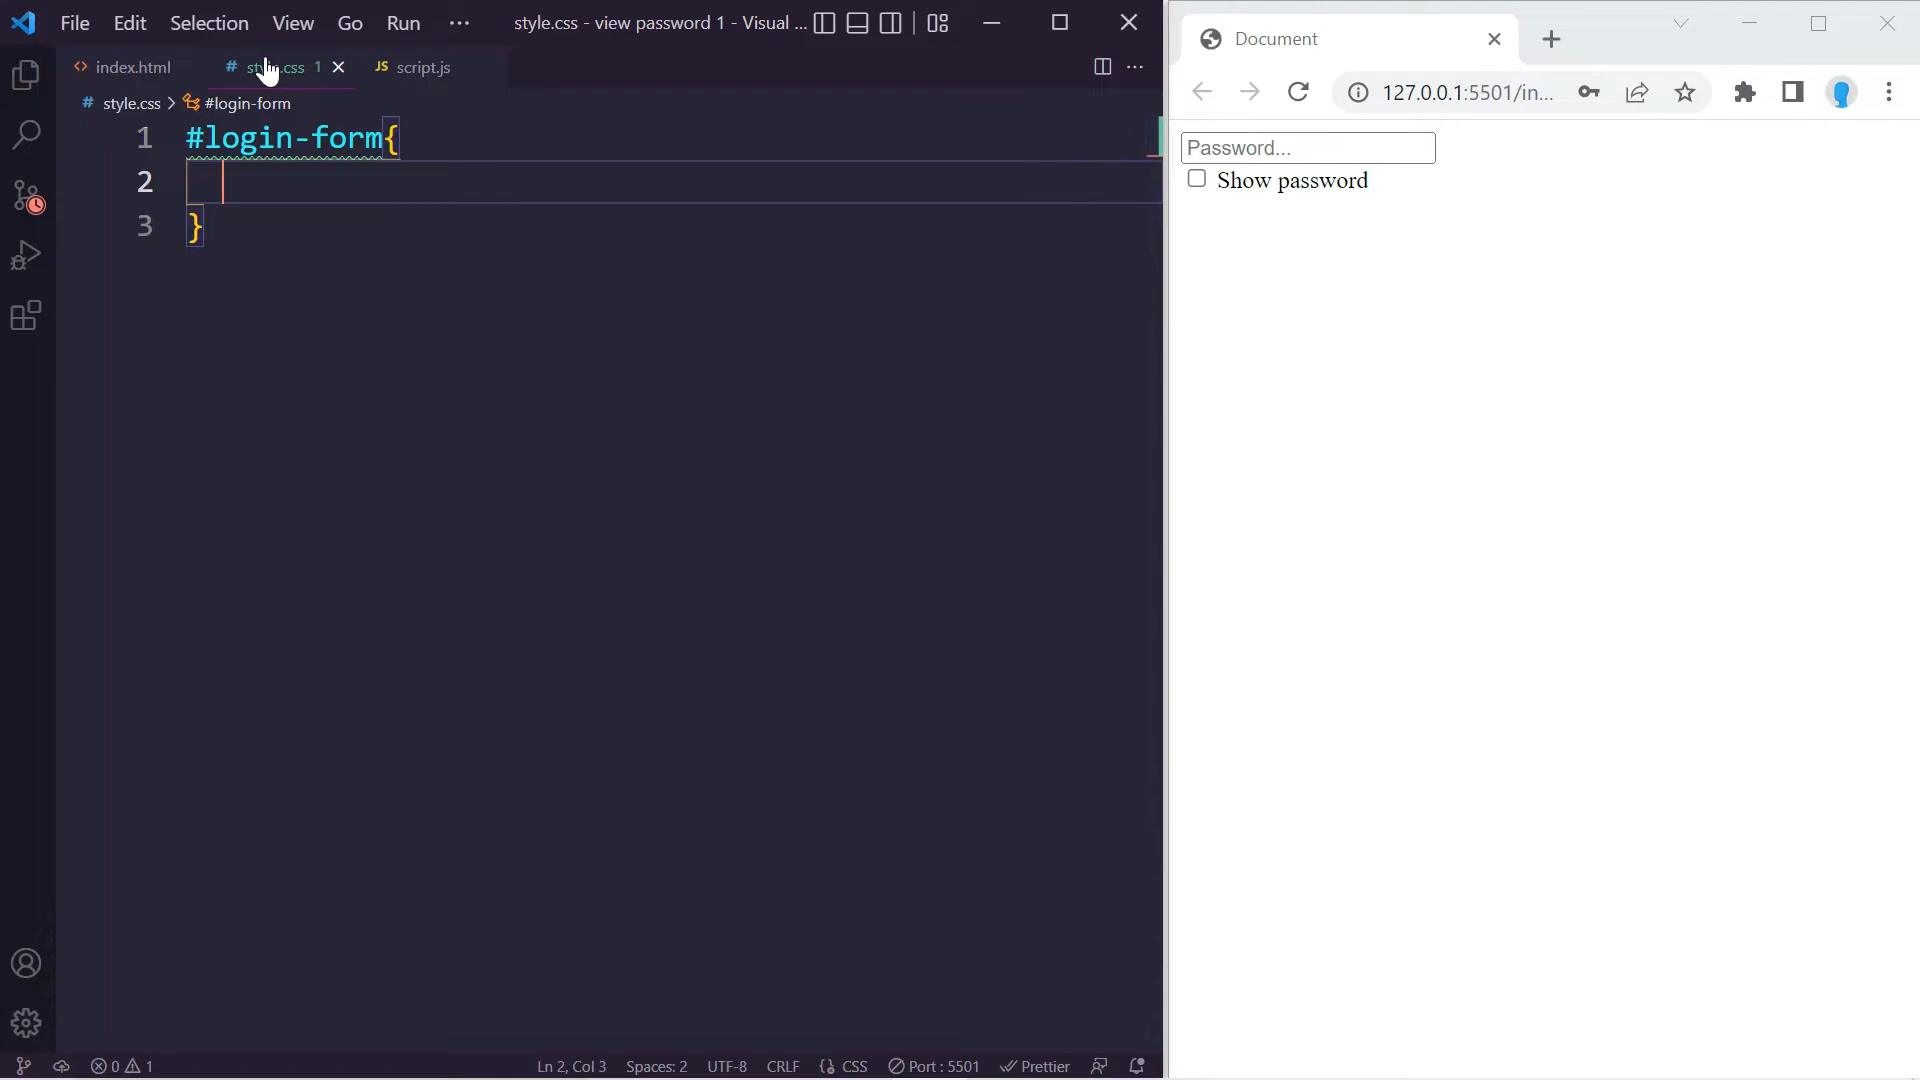 File Edit Selection View Go Run ··· style.css - view password 1 - Visual ...
index.html # 1 JS script.js
# style.css > #login-form
1 #login-form{
2
3 }
Ln 2, Col 3 Spaces: 2 UTF-8 CRLF {} CSS Port : 5501 Prettier
0 1
Document
127.0.0.1:5501/in...
Password...
Show password